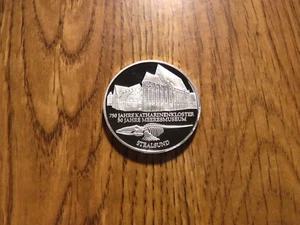 750 JAHRE KATHARINENKLOSTER
50 JAHRE MEERESMUSEUM
STRALSUND